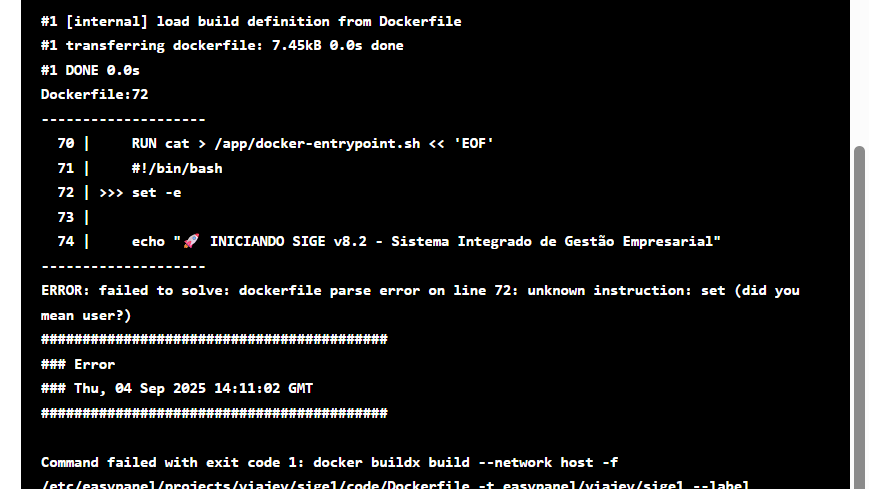 #1 [internal] load build definition from Dockerfile
#1 transferring dockerfile: 7.45kB 0.0s done
#1 DONE 0.0s
Dockerfile:72
--------------------
  70 |     RUN cat > /app/docker-entrypoint.sh << 'EOF'
  71 |     #!/bin/bash
  72 | >>> set -e
  73 |
  74 |     echo "🚀 INICIANDO SIGE v8.2 - Sistema Integrado de Gestão Empresarial"
--------------------
ERROR: failed to solve: dockerfile parse error on line 72: unknown instruction: set (did you
mean user?)
##########################################
### Error
### Thu, 04 Sep 2025 14:11:02 GMT
##########################################

Command failed with exit code 1: docker buildx build --network host -f
/etc/easypanel/projects/viajey/sige1/code/Dockerfile -t easypanel/viajey/sige1 --label